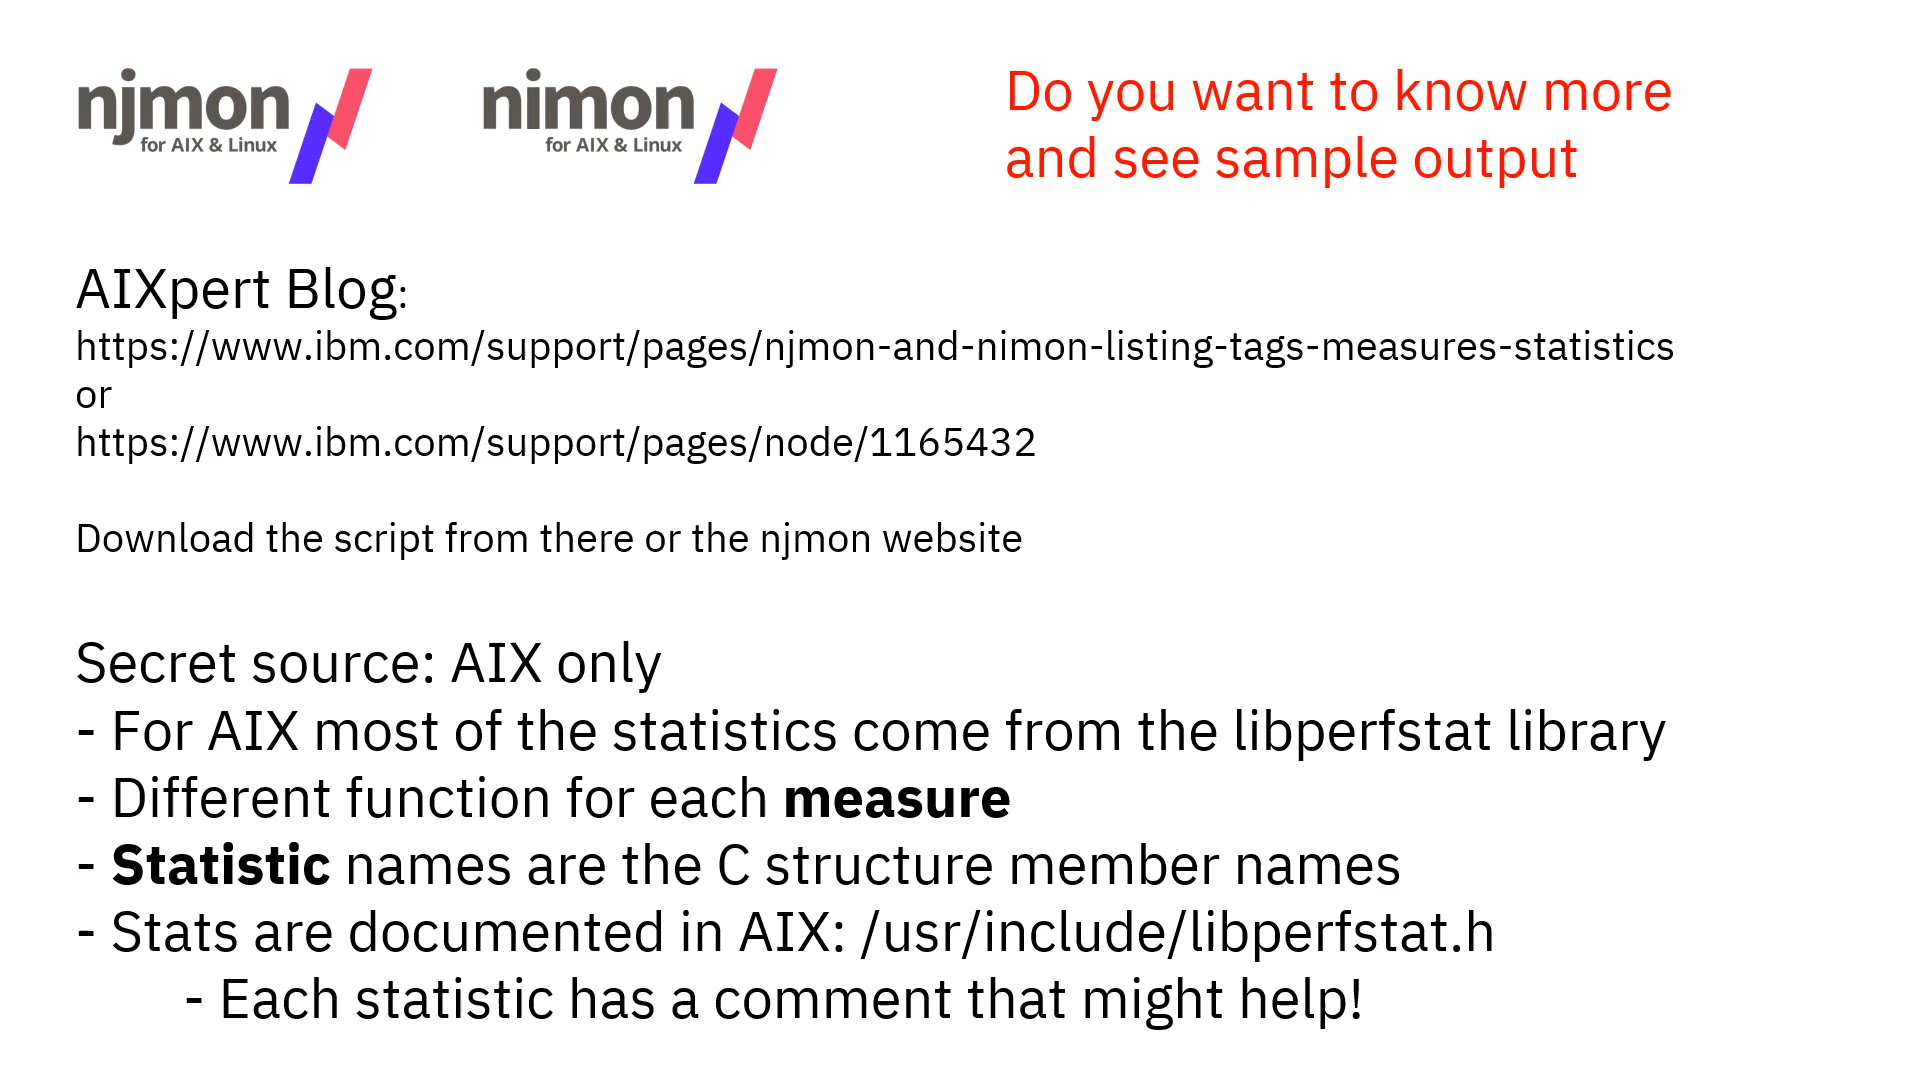 njmon
for AIX & Linux
nimon
for AIX & Linux
Do you want to know more
and see sample output
AIXpert Blog:
https://www.ibm.com/support/pages/njmon-and-nimon-listing-tags-measures-statistics
or
https://www.ibm.com/support/pages/node/1165432
Download the script from there or the njmon website
Secret source: AIX only
- For AIX most of the statistics come from the libperfstat library
- Different function for each measure
- Statistic names are the C structure member names
- Stats are documented in AIX: /usr/include/libperfstat.h
- Each statistic has a comment that might help!